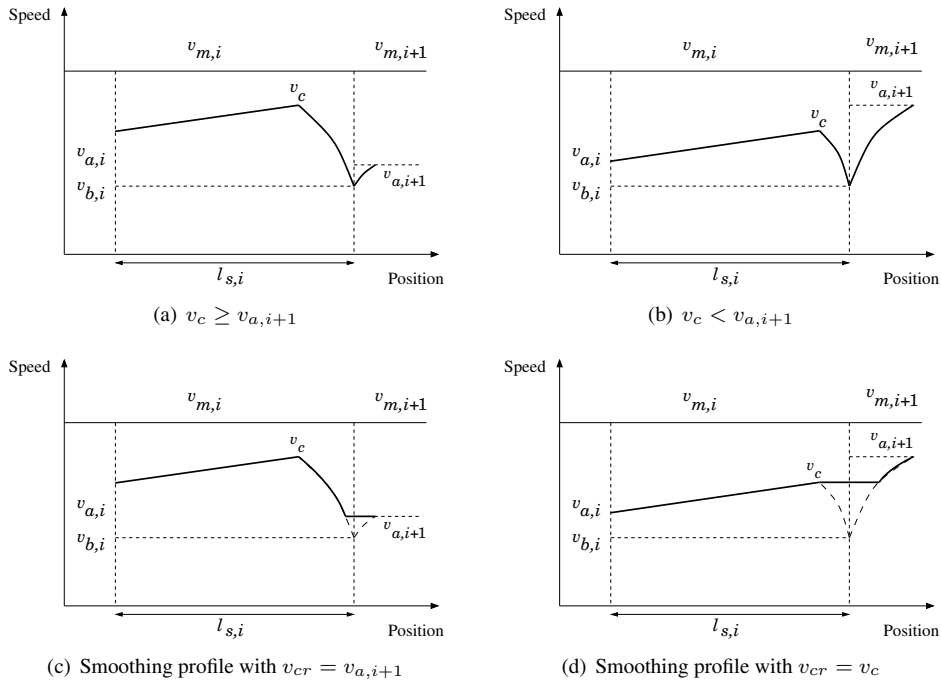 Speed
v_{m,i}
v_{m,i+1}
v_c
v_{a,i}
v_{b,i}
v_{a,i+1}
l_{s,i}
Position
(a) v_c ≥ v_{a,i+1}
Speed
v_{m,i}
v_{m,i+1}
v_{a,i+1}
v_c
v_{a,i}
v_{b,i}
l_{s,i}
Position
(b) v_c < v_{a,i+1}
Speed
v_{m,i}
v_{m,i+1}
v_c
v_{a,i}
v_{a,i+1}
v_{b,i}
l_{s,i}
Position
(c) Smoothing profile with v_{cr} = v_{a,i+1}
Speed
v_{m,i}
v_{m,i+1}
v_{a,i+1}
v_c
v_{a,i}
v_{b,i}
l_{s,i}
Position
(d) Smoothing profile with v_{cr} = v_c